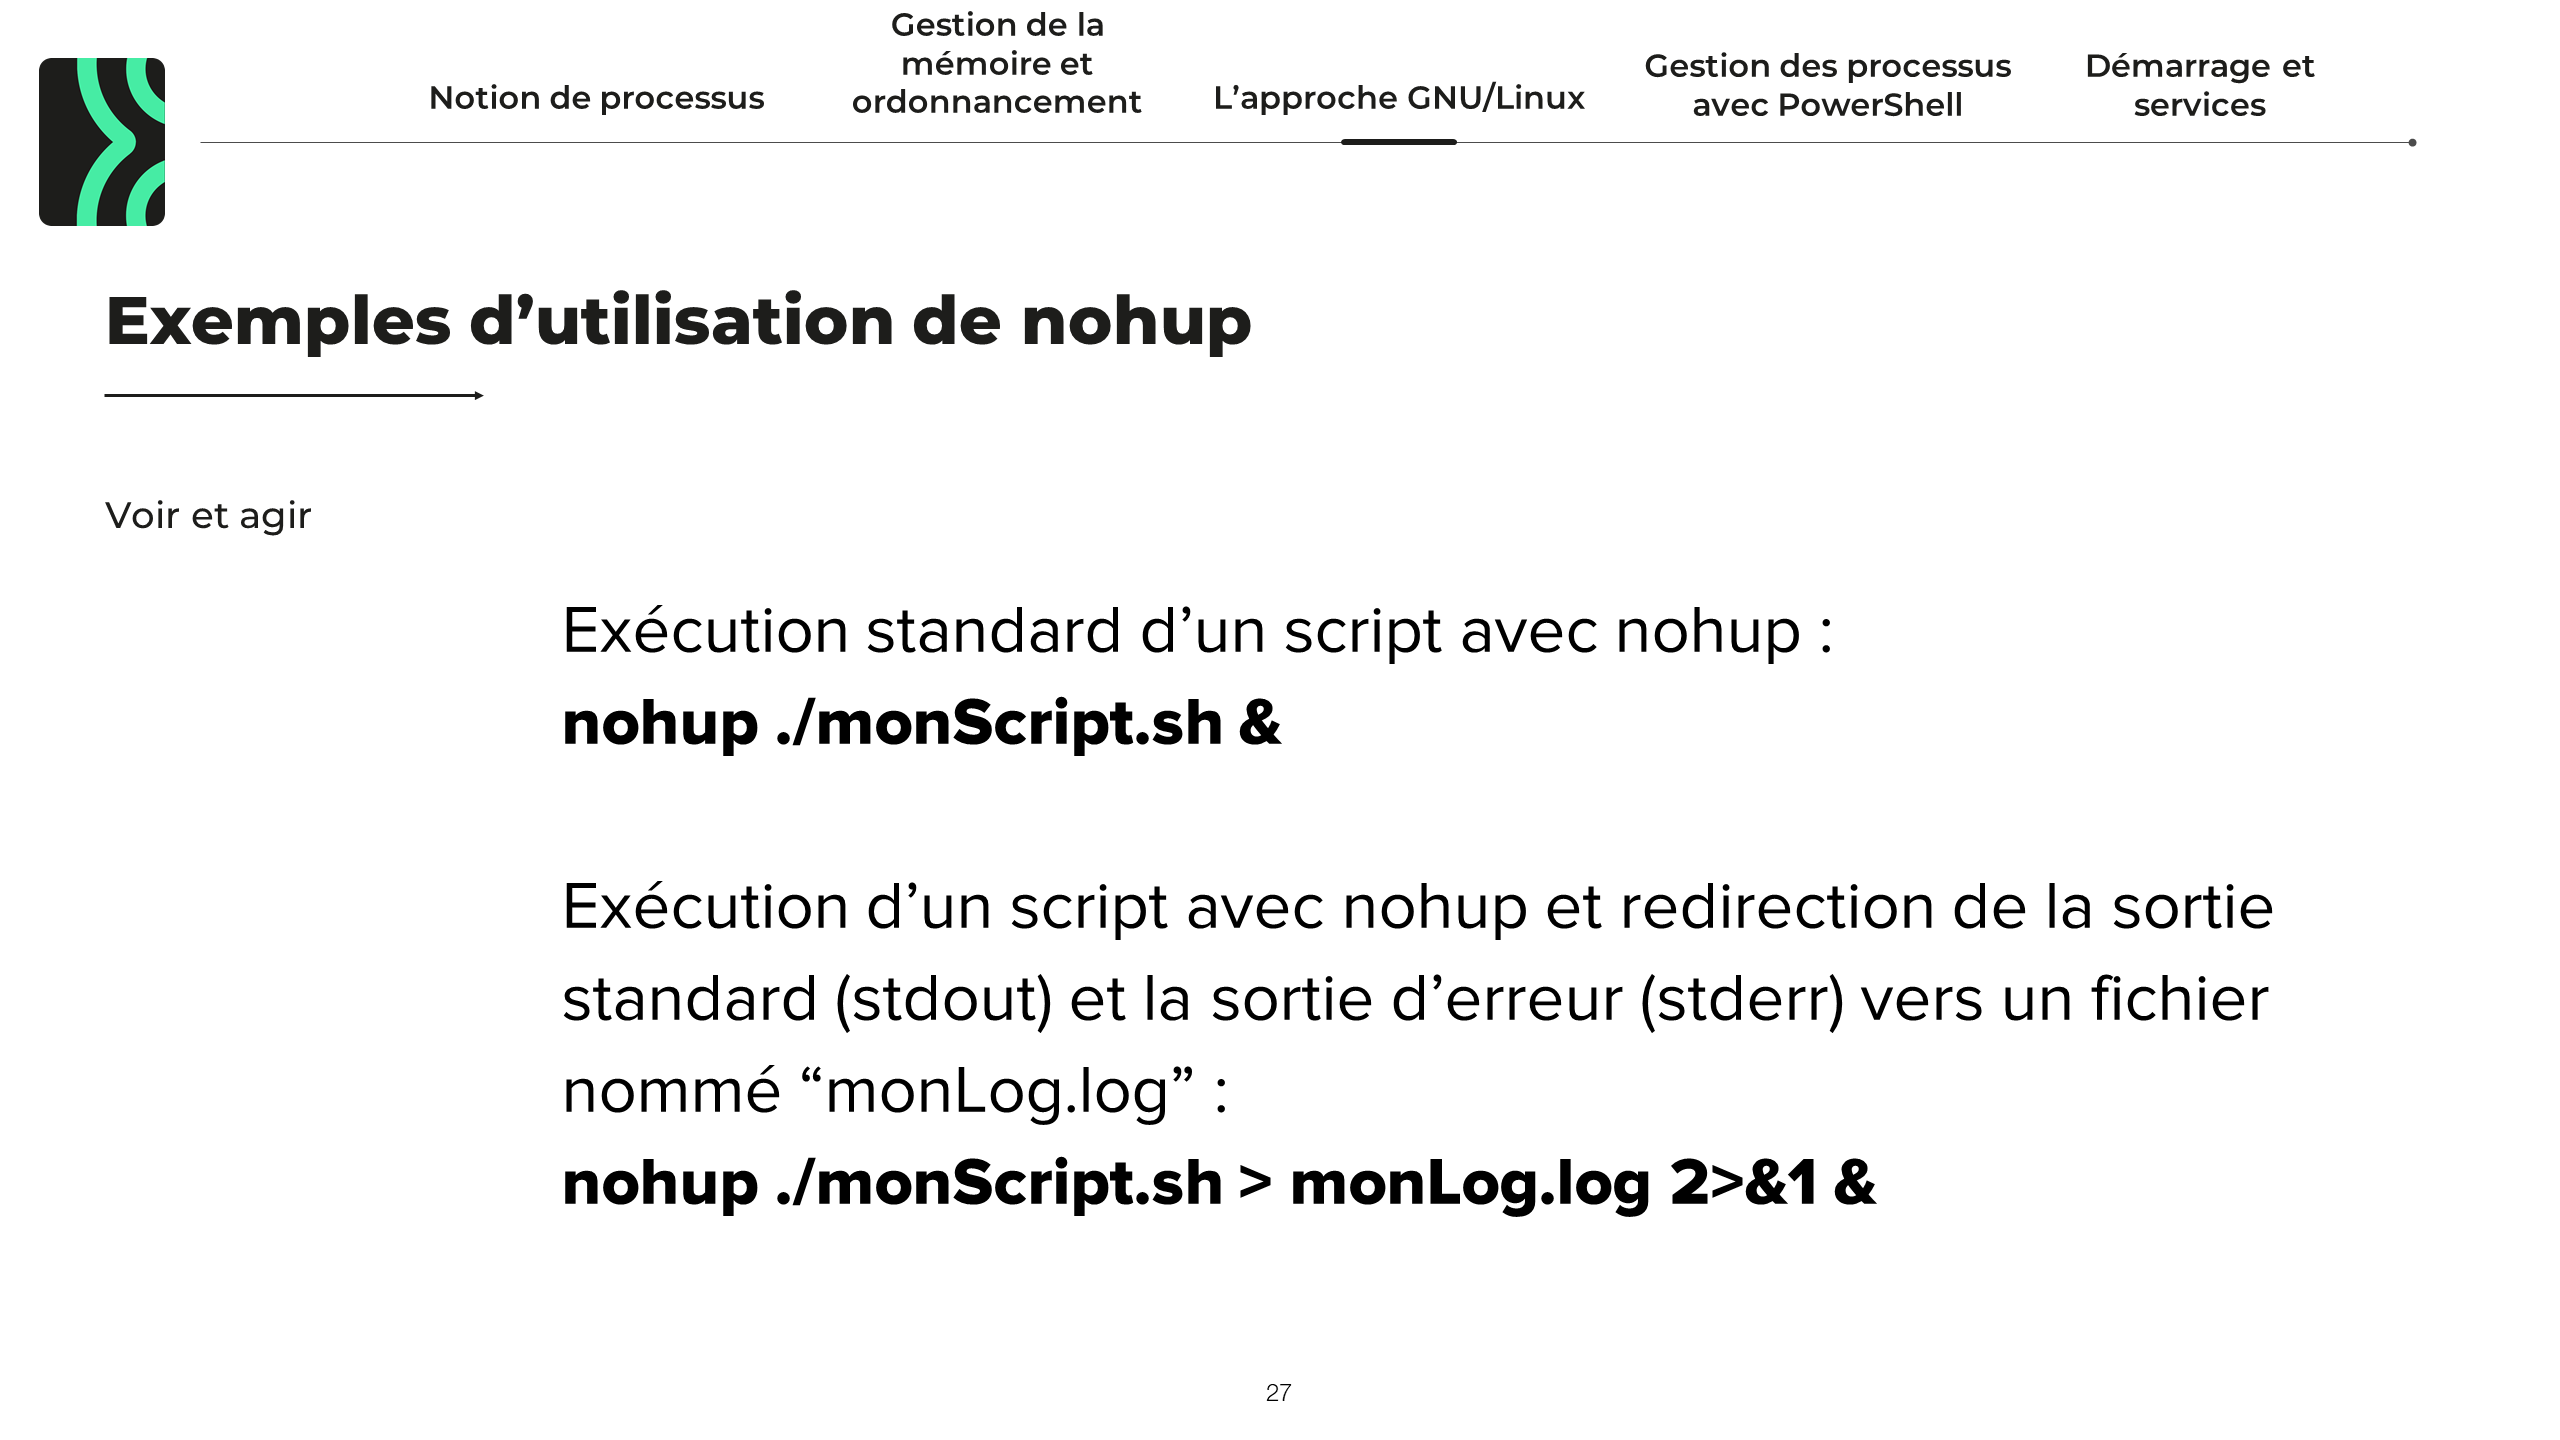 Notion de processus
Gestion de la
mémoire et
ordonnancement
L’approche GNU/Linux
Gestion des processus
avec PowerShell
Démarrage et
services
Exemples d’utilisation de nohup
Voir et agir
Exécution standard d’un script avec nohup :
nohup ./monScript.sh &
Exécution d’un script avec nohup et redirection de la sortie
standard (stdout) et la sortie d’erreur (stderr) vers un fichier
nommé “monLog.log” :
nohup ./monScript.sh > monLog.log 2>&1 &
27